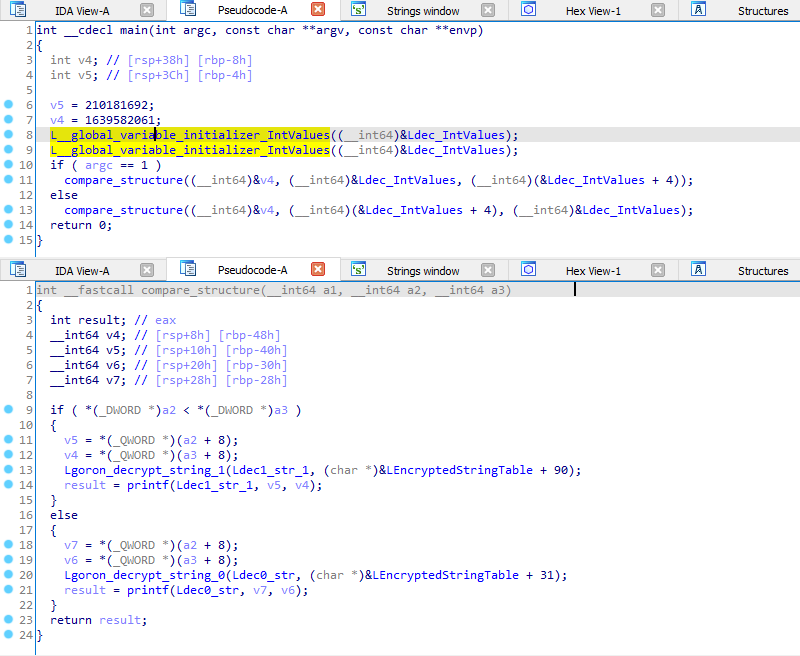 IDA View-A Pseudocode-A Strings window Hex View-1 Structures
1 int __cdecl main(int argc, const char **argv, const char **envp)
2 {
3 int v4; // [rsp+38h] [rbp-8h]
4 int v5; // [rsp+3Ch] [rbp-4h]
5
6 v5 = 210181692;
7 v4 = 1639582061;
8 L__global_variable_initializer_IntValues((__int64)&Ldec_IntValues);
9 L__global_variable_initializer_IntValues((__int64)&Ldec_IntValues);
10 if ( argc == 1 )
11 compare_structure((__int64)&v4, (__int64)&Ldec_IntValues, (__int64)(&Ldec_IntValues + 4));
12 else
13 compare_structure((__int64)&v4, (__int64)(&Ldec_IntValues + 4), (__int64)&Ldec_IntValues);
14 return 0;
15 }
IDA View-A Pseudocode-A Strings window Hex View-1 Structures
1 int __fastcall compare_structure(__int64 a1, __int64 a2, __int64 a3)
2 {
3 int result; // eax
4 __int64 v4; // [rsp+8h] [rbp-48h]
5 __int64 v5; // [rsp+10h] [rbp-40h]
6 __int64 v6; // [rsp+20h] [rbp-30h]
7 __int64 v7; // [rsp+28h] [rbp-28h]
8
9 if ( *(_DWORD *)a2 < *(_DWORD *)a3 )
10 {
11 v5 = *(_QWORD *)(a2 + 8);
12 v4 = *(_QWORD *)(a3 + 8);
13 Lgoron_decrypt_string_1(Ldec1_str_1, (char *)&LEncryptedStringTable + 90);
14 result = printf(Ldec1_str_1, v5, v4);
15 }
16 else
17 {
18 v7 = *(_QWORD *)(a2 + 8);
19 v6 = *(_QWORD *)(a3 + 8);
20 Lgoron_decrypt_string_0(Ldec0_str, (char *)&LEncryptedStringTable + 31);
21 result = printf(Ldec0_str, v7, v6);
22 }
23 return result;
24 }